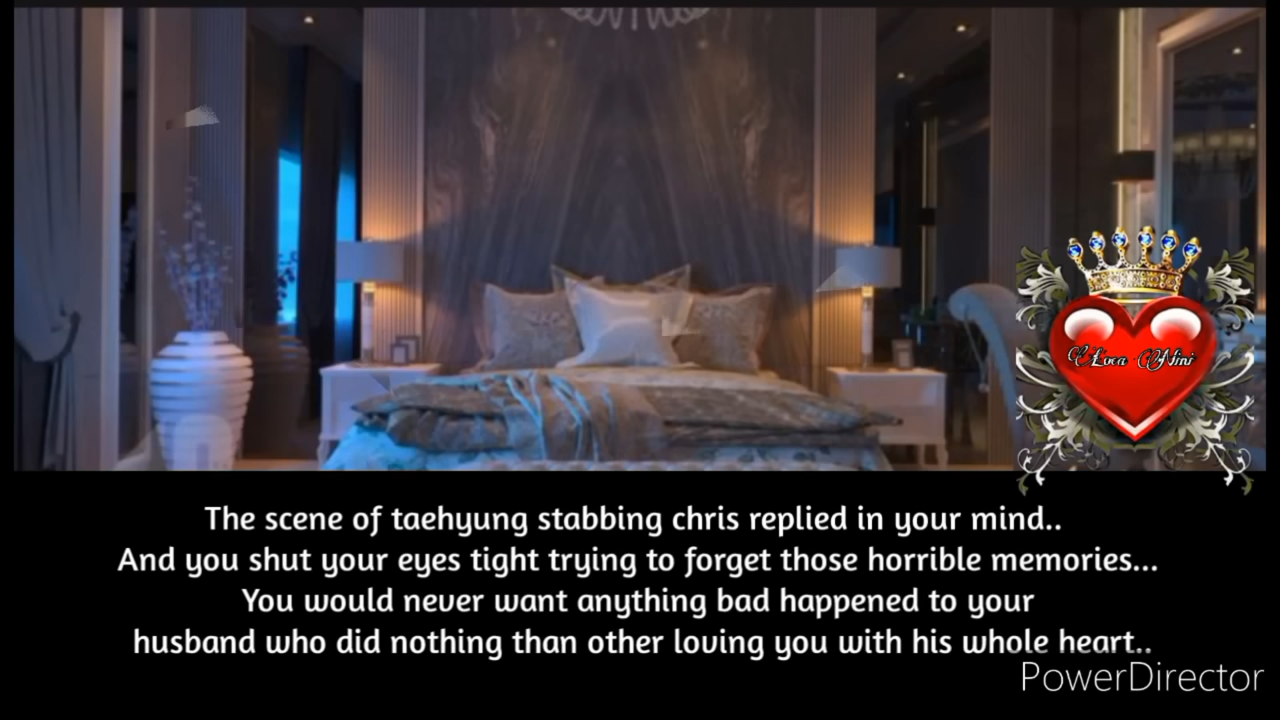 Loca Nini
The scene of taehyung stabbing chris replied in your mind..
And you shut your eyes tight trying to forget those horrible memories...
You would never want anything bad happened to your
husband who did nothing than other loving you with his whole heart..
PowerDirector